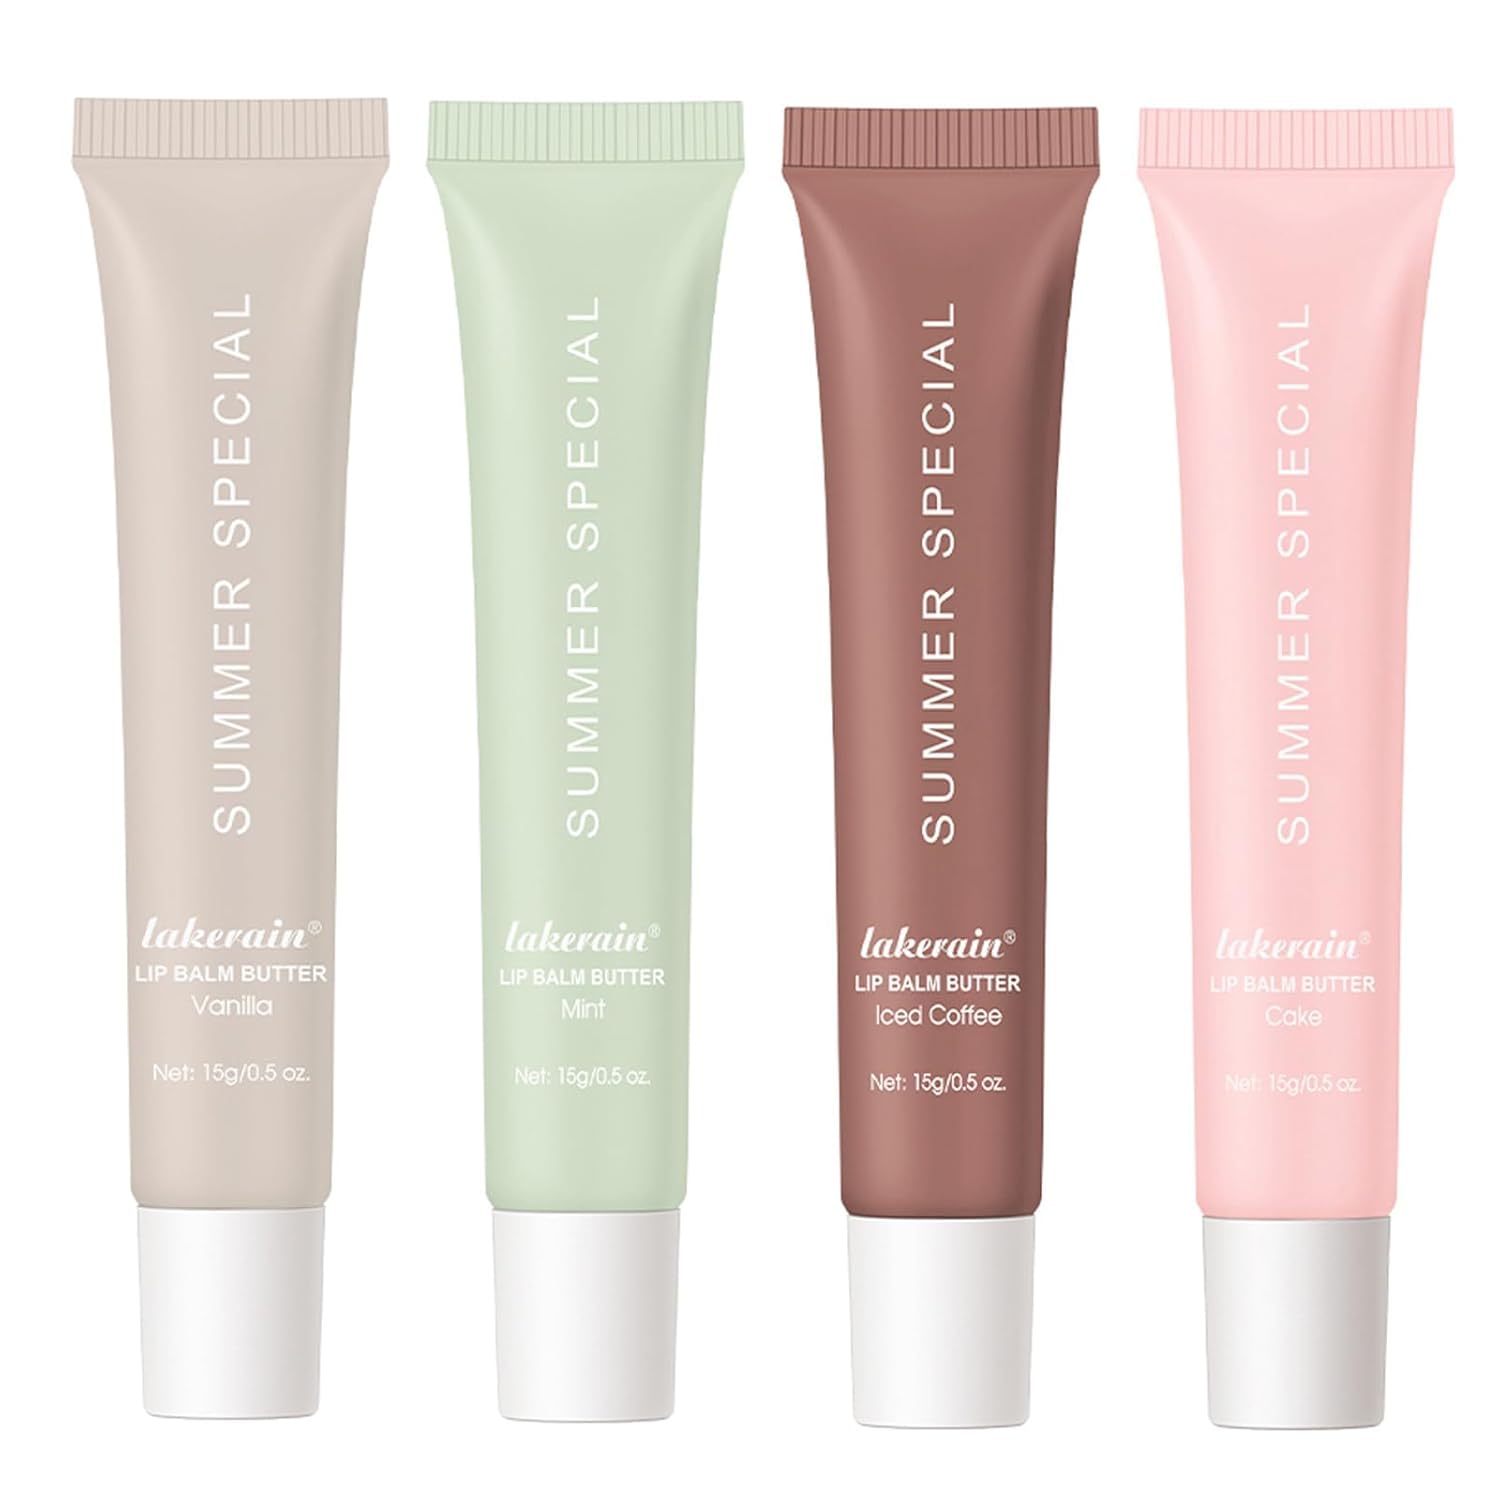 SUMMER SPECIAL
lakerain®
LIP BALM BUTTER
Vanilla
Net: 15g/0.5 oz.
SUMMER SPECIAL
lakerain®
LIP BALM BUTTER
Mint
Net: 15g/0.5 oz.
SUMMER SPECIAL
lakerain®
LIP BALM BUTTER
Iced Coffee
Net: 15g/0.5 oz.
SUMMER SPECIAL
lakerain®
LIP BALM BUTTER
Cake
Net: 15g/0.5 oz.